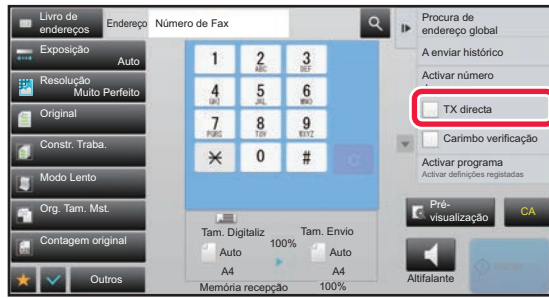 Livro de
endereços
Endereço
Número de Fax
Exposição
Auto
Resolução
Muito Perfeito
Original
Constr. Traba.
Modo Lento
Org. Tam. Mst.
Contagem original
Outros
1
2
ABC
3
DEF
4
GHI
5
JKL
6
MNO
7
PQRS
8
TUV
9
WXYZ
0
#
C
Tam. Digitaliz
Auto
A4
100%
Tam. Envio
Auto
A4
Memória recepção
100%
Procura de
endereço global
A enviar histórico
Activar número
TX directa
Carimbo verificação
Activar programa
Activar definições registadas
Pré-
visualização
CA
Altifalante
Iniciar